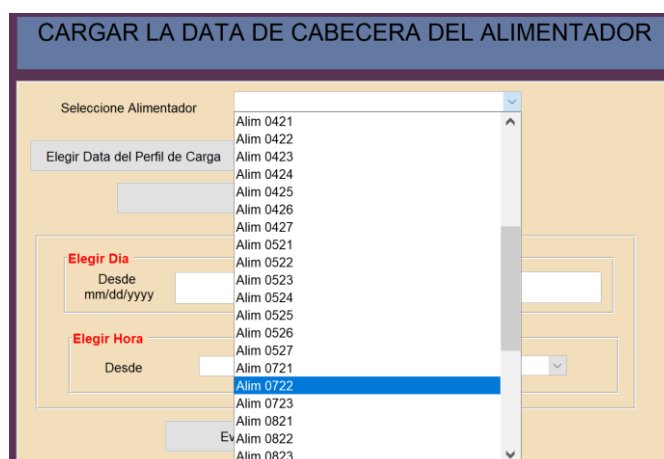 CARGAR LA DATA DE CABECERA DEL ALIMENTADOR
Seleccione Alimentador
Alim 0421
Alim 0422
Elegir Data del Perfil de Carga
Alim 0423
Alim 0424
Alim 0425
Alim 0426
Alim 0427
Alim 0521
Elegir Dia
Alim 0522
Desde
Alim 0523
mm/dd/yyyy
Alim 0524
Alim 0525
Alim 0526
Elegir Hora
Alim 0527
Desde
Alim 0721
Alim 0722
Alim 0723
Alim 0821
Ev
Alim 0822
Alim 0823